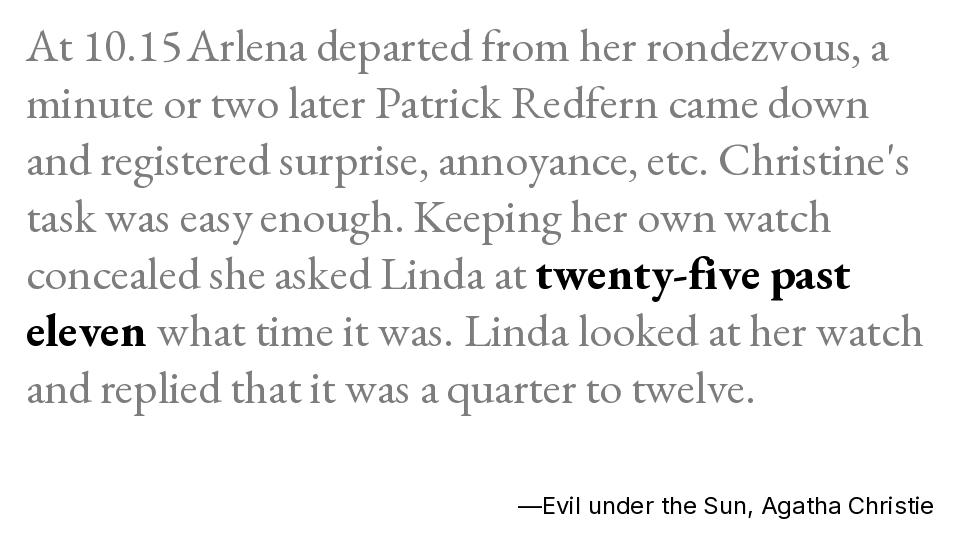 At 10.15 Arlena departed from her rondezvous, a
minute or two later Patrick Redfern came down
and registered surprise, annoyance, etc. Christine's
task was easy enough. Keeping her own watch
concealed she asked Linda at twenty-five past
eleven what time it was. Linda looked at her watch
and replied that it was a quarter to twelve.
—Evil under the Sun, Agatha Christie